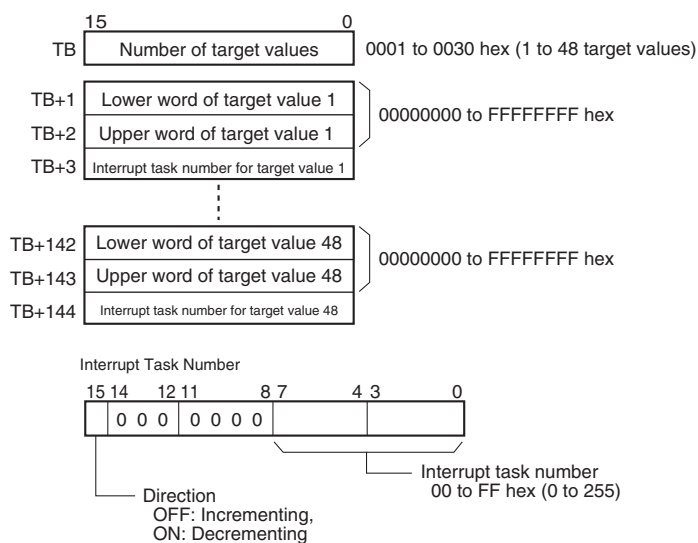 15 0
TB Number of target values 0001 to 0030 hex (1 to 48 target values)
TB+1 Lower word of target value 1
00000000 to FFFFFFFF hex
TB+2 Upper word of target value 1
TB+3 Interrupt task number for target value 1
TB+142 Lower word of target value 48
00000000 to FFFFFFFF hex
TB+143 Upper word of target value 48
TB+144 Interrupt task number for target value 48
Interrupt Task Number
15 14 12 11 8 7 4 3 0
0 0 0 0 0 0 0
Interrupt task number
00 to FF hex (0 to 255)
Direction
OFF: Incrementing,
ON: Decrementing